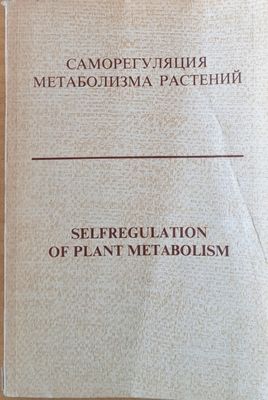 САМОРЕГУЛЯЦИЯ
МЕТАБОЛИЗМА РАСТЕНИЙ
SELFREGULATION
OF PLANT METABOLISM